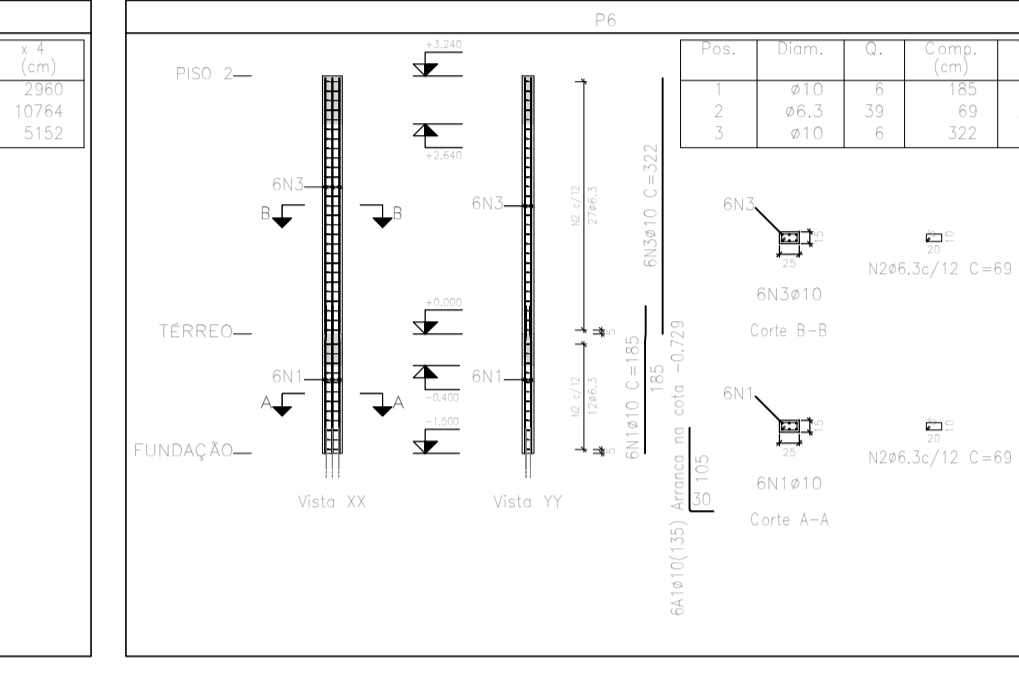 x 4
(cm)
2960
10764
5152
P6
Pos. Diam. Q. Comp. (cm)
1 ø10 6 185
2 ø6.3 39 69
3 ø10 6 322
PISO 2
TÉRREO
FUNDAÇÃO
6N3
B B
6N1
A A
Vista XX
+3.240
+2.640
+0.000
-0.400
-1.500
6N3
6N1
Vista YY
N2 c/12
27ø6.3
5
N2 c/12
12ø6.3
5
6N3ø10 C=322
6N1ø10 C=185
185
6A1ø10(135) Arranca na cota -0.729
105
30
6N3
15
25
6N3ø10
Corte B-B
20
10
N2ø6.3c/12 C=69
6N1
15
25
6N1ø10
Corte A-A
20
10
N2ø6.3c/12 C=69